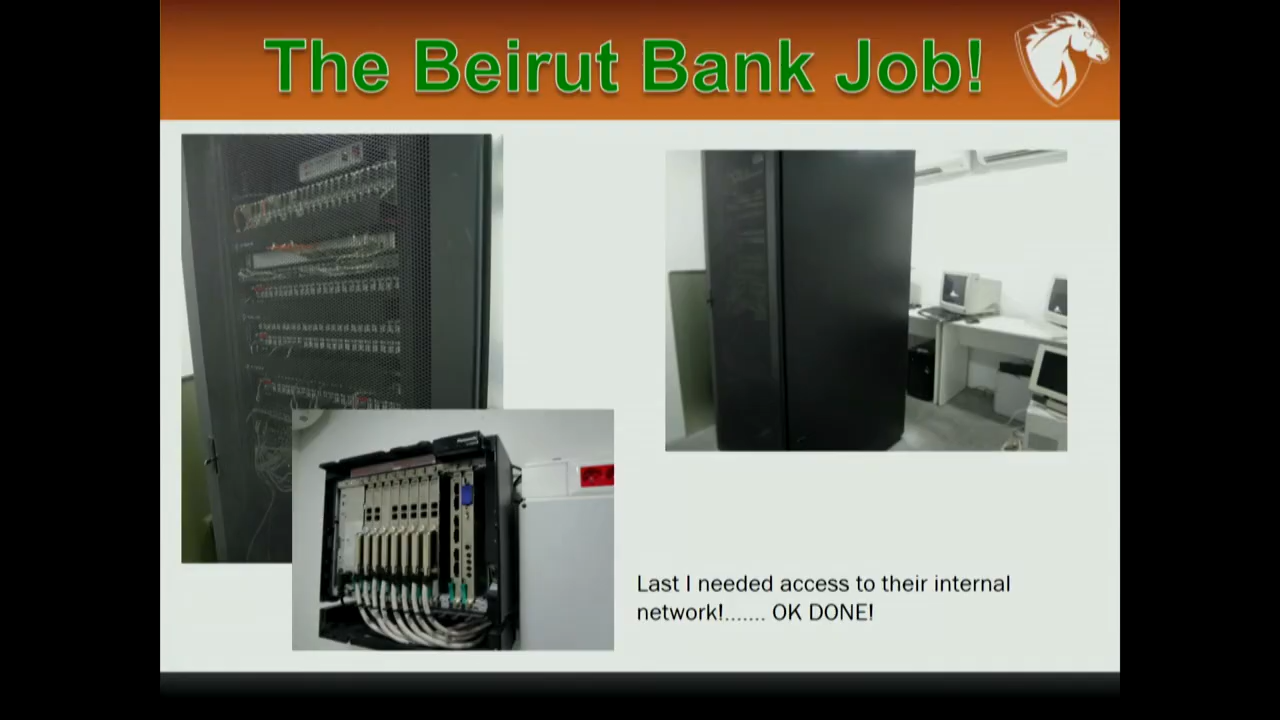 The Beirut Bank Job!
Last I needed access to their internal
network!....... OK DONE!